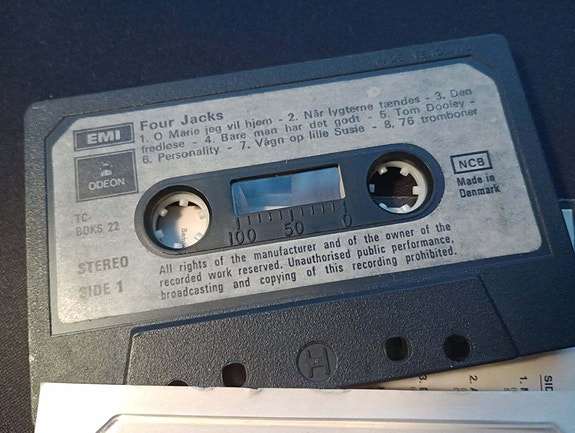 Four Jacks
1. O Marie jeg vil hjem - 2. Når lygterne tændes - 3. Den
fredløse - 4. Bare man har det godt - 5. Tom Dooley -
6. Personality - 7. Vågn op lille Susie - 8. 76 tromboner
EMI
ODEON
NCB
Made in
Denmark
TC-
BOKS 22
100 50 0
STEREO
SIDE 1
All rights of the manufacturer and of the owner of the
recorded work reserved. Unauthorised public performance,
broadcasting and copying of this recording prohibited.
H